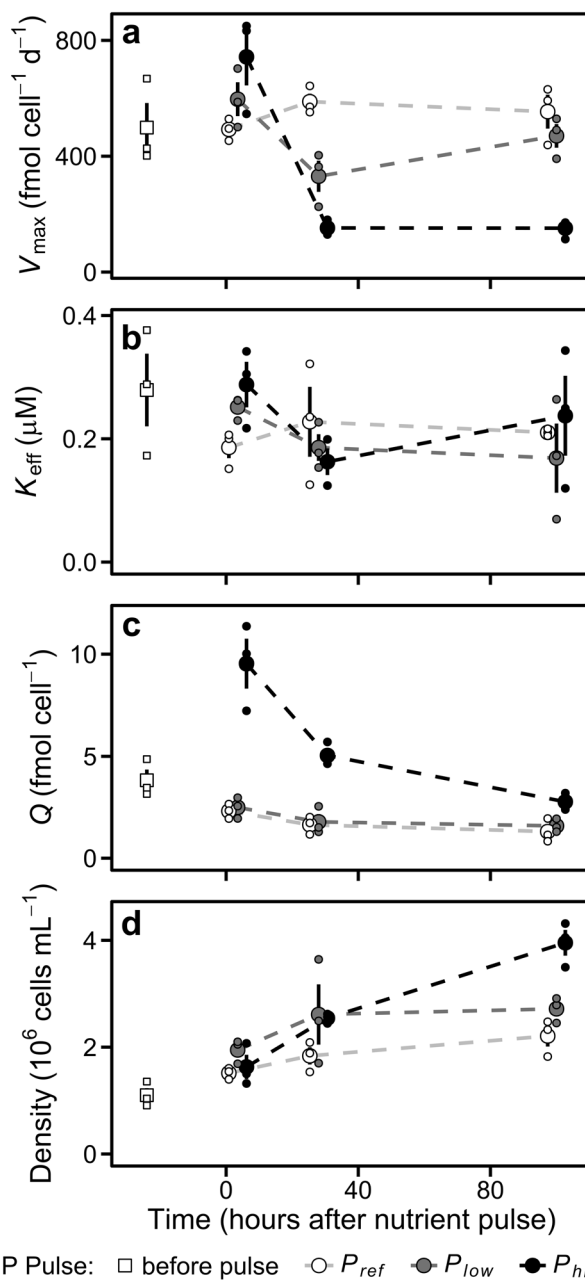 a
800
400
0
Vmax (fmol cell⁻¹ d⁻¹)
b
0.4
0.2
0.0
Keff (μM)
c
10
5
0
Q (fmol cell⁻¹)
d
4
2
0
Density (10⁶ cells mL⁻¹)
0 40 80
Time (hours after nutrient pulse)
P Pulse: before pulse Pref Plow